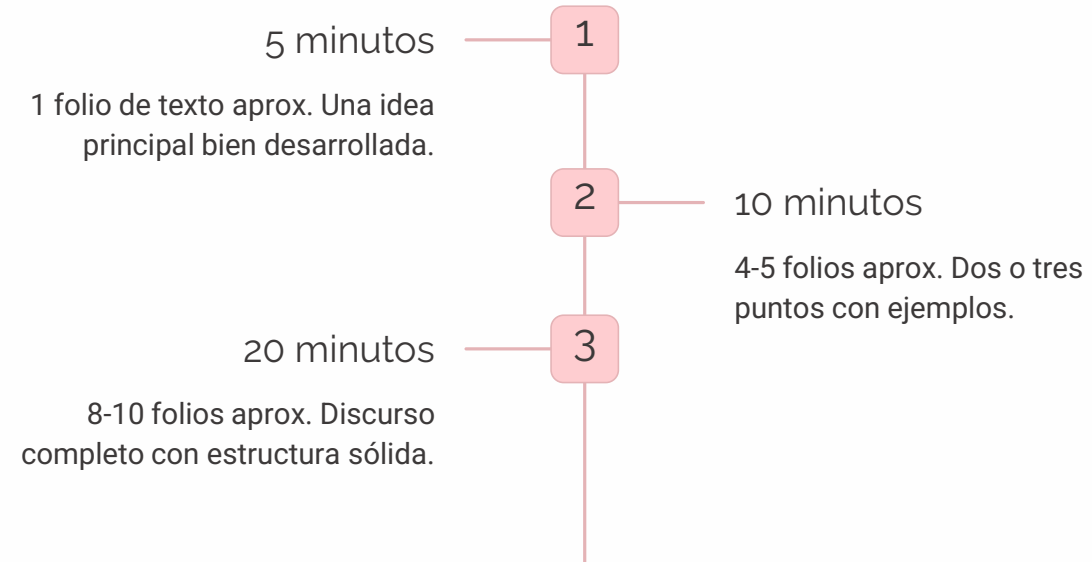 1
5 minutos
1 folio de texto aprox. Una idea
principal bien desarrollada.
2
10 minutos
4-5 folios aprox. Dos o tres
puntos con ejemplos.
3
20 minutos
8-10 folios aprox. Discurso
completo con estructura sólida.